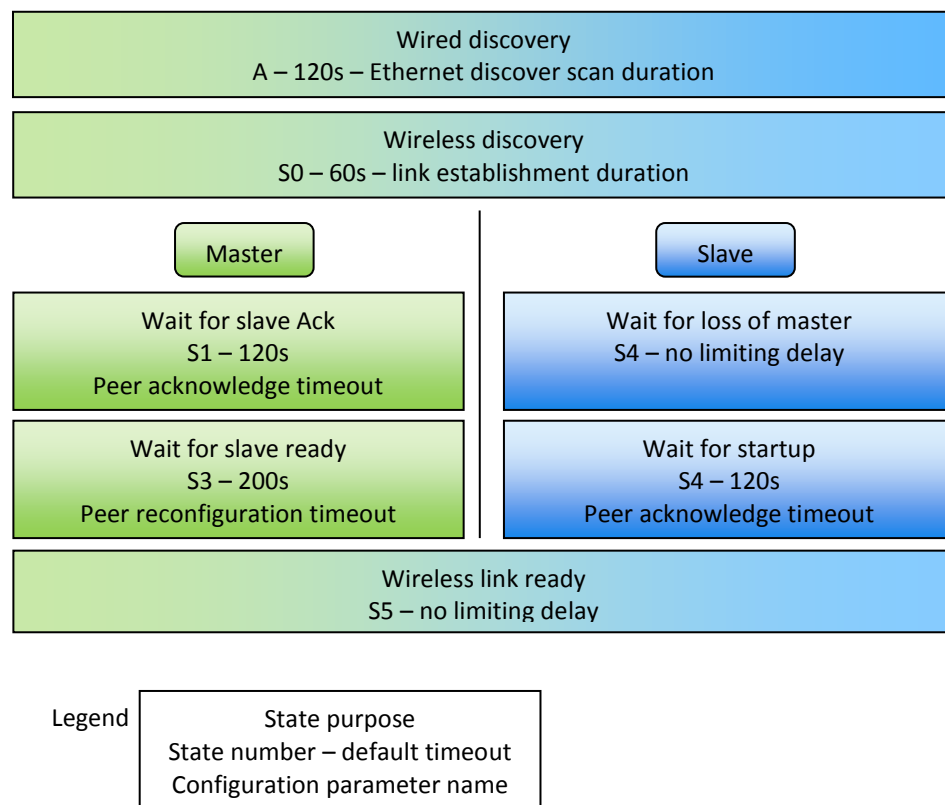 Wired discovery
A – 120s – Ethernet discover scan duration
Wireless discovery
S0 – 60s – link establishment duration
Master
Slave
Wait for slave Ack
S1 – 120s
Peer acknowledge timeout
Wait for loss of master
S4 – no limiting delay
Wait for slave ready
S3 – 200s
Peer reconfiguration timeout
Wait for startup
S4 – 120s
Peer acknowledge timeout
Wireless link ready
S5 – no limiting delay
Legend
State purpose
State number – default timeout
Configuration parameter name